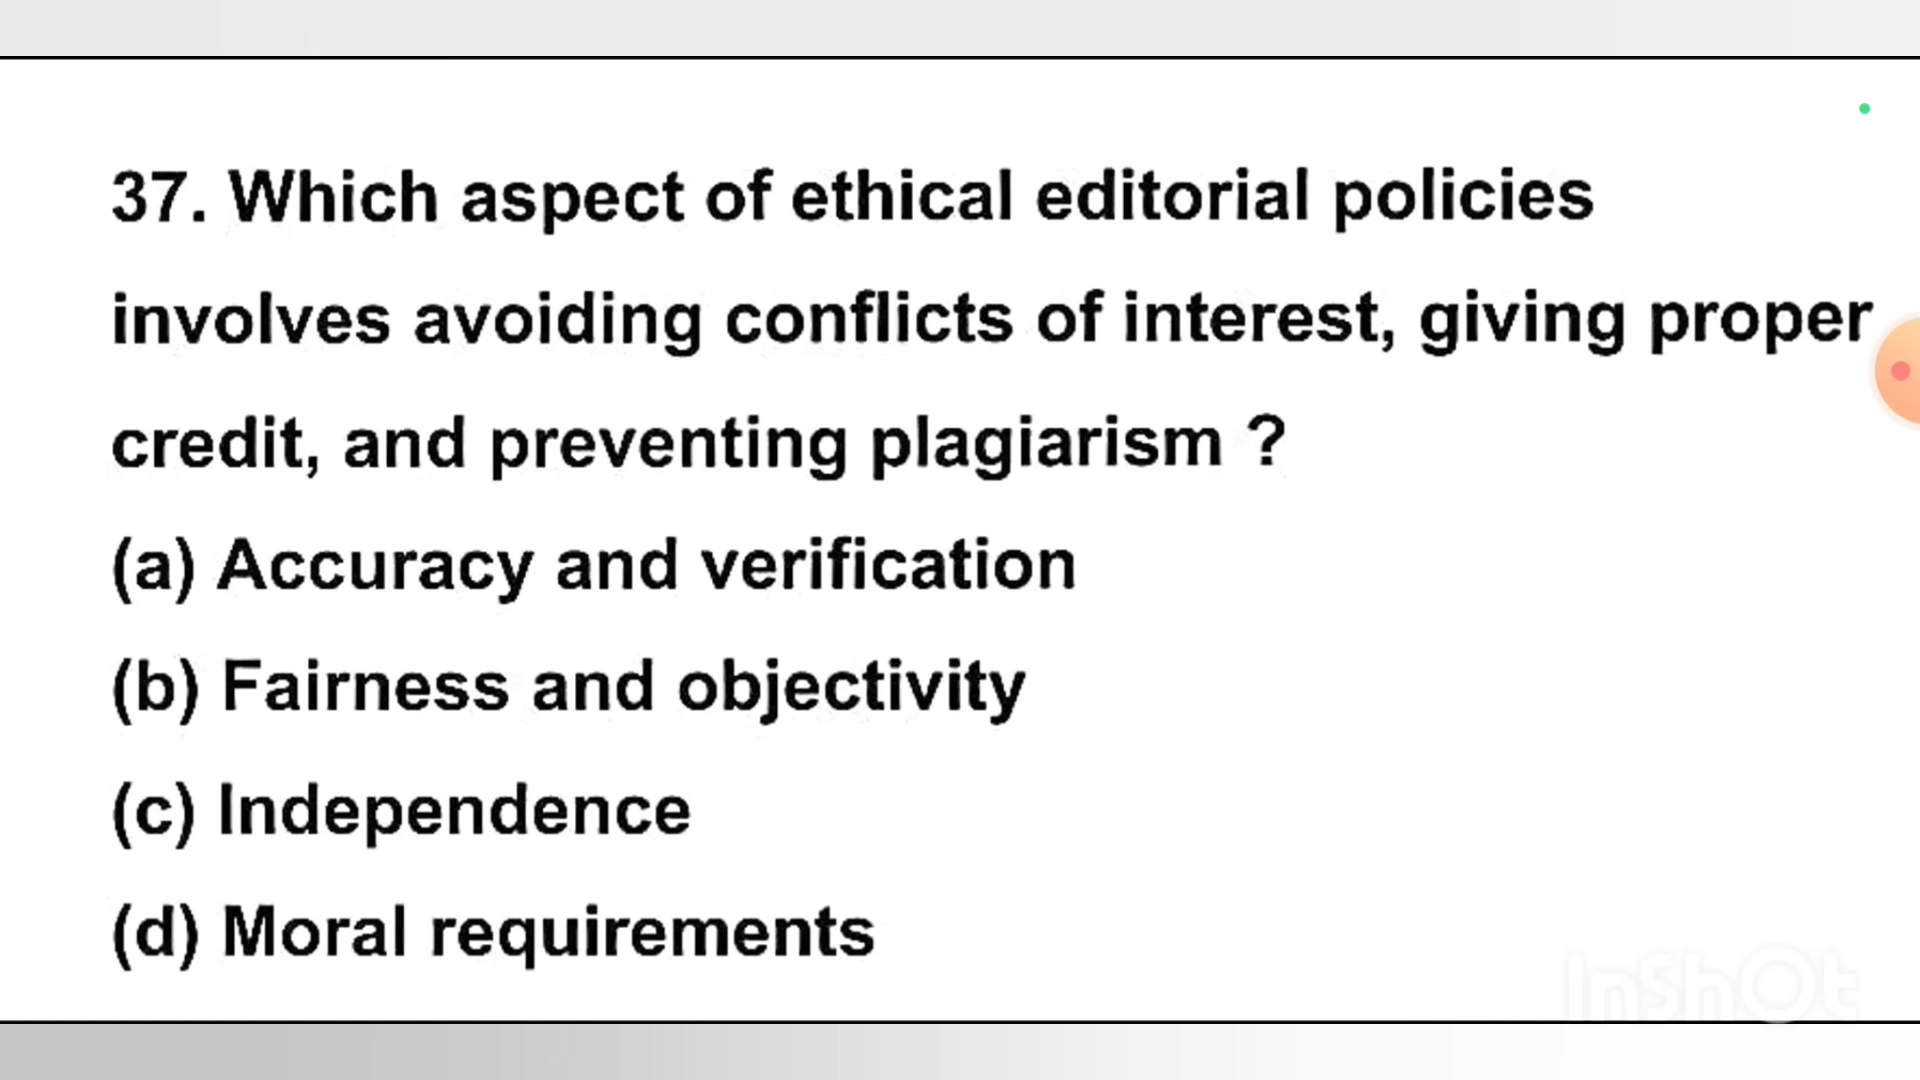 37. Which aspect of ethical editorial policies
involves avoiding conflicts of interest, giving proper
credit, and preventing plagiarism ?
(a) Accuracy and verification
(b) Fairness and objectivity
(c) Independence
(d) Moral requirements
InShOt